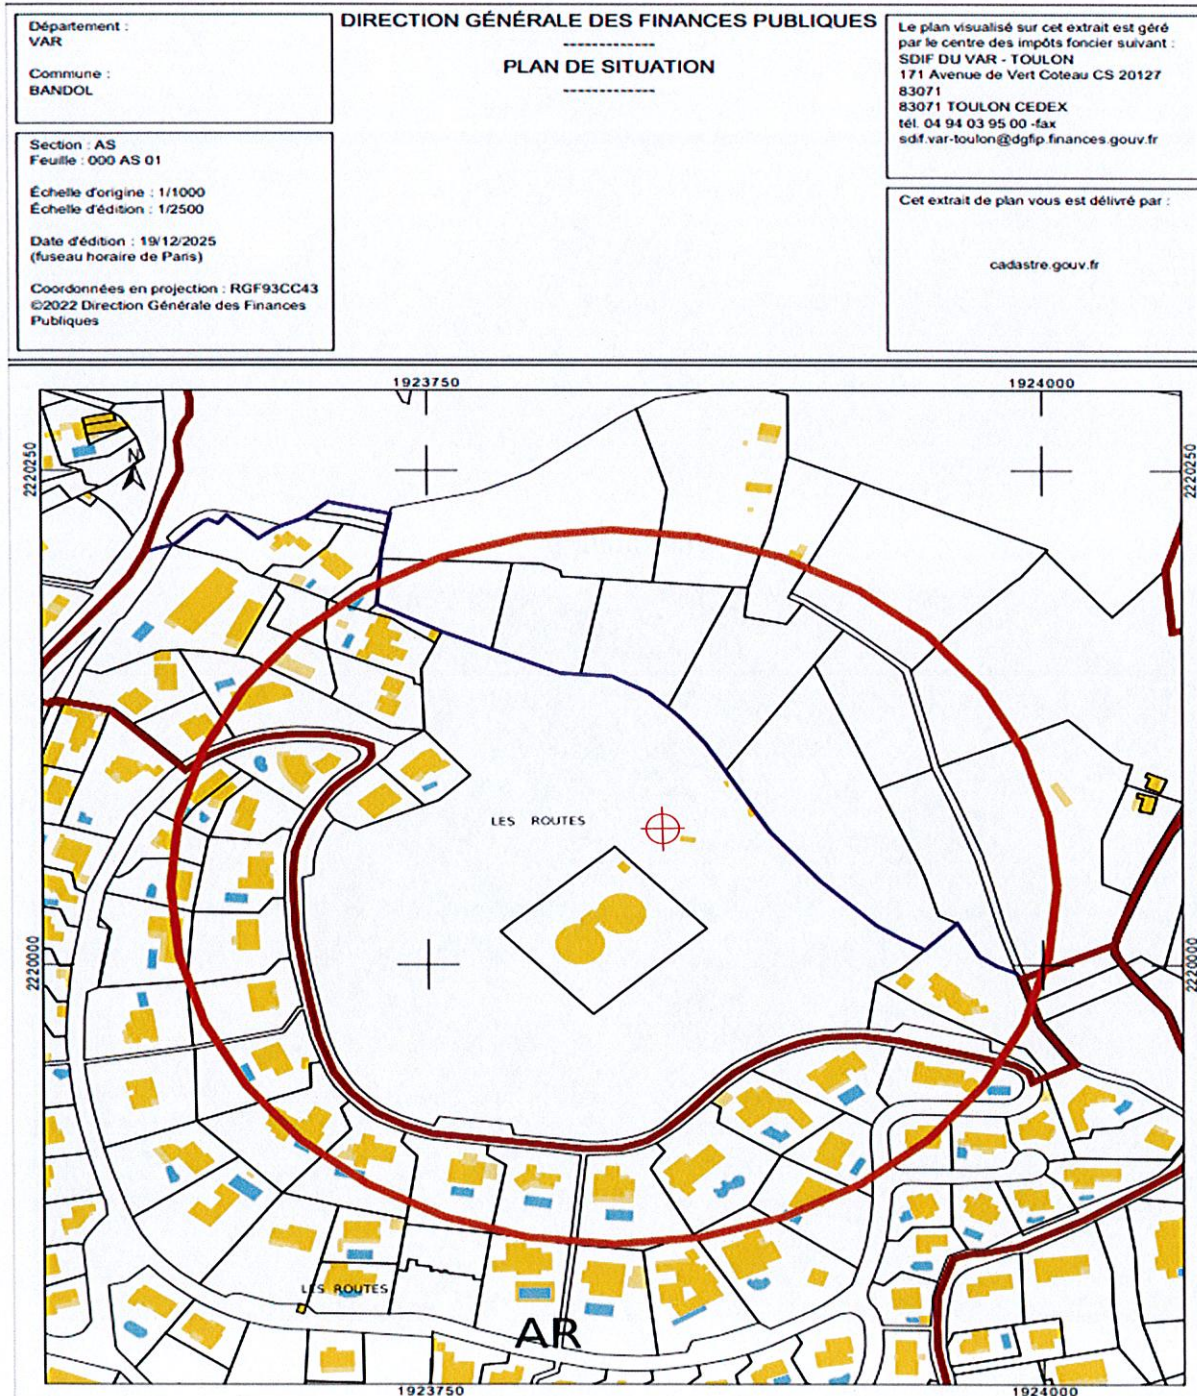 Département :
VAR
Commune :
BANDOL
Section : AS
Feuille : 000 AS 01
Échelle d'origine : 1/1000
Échelle d'édition : 1/2500
Date d'édition : 19/12/2025
(fuseau horaire de Paris)
Coordonnées en projection : RGF93CC43
©2022 Direction Générale des Finances
Publiques
DIRECTION GÉNÉRALE DES FINANCES PUBLIQUES
-------------
PLAN DE SITUATION
-------------
Le plan visualisé sur cet extrait est géré
par le centre des impôts foncier suivant :
SDIF DU VAR - TOULON
171 Avenue de Vert Coteau CS 20127
83071
83071 TOULON CEDEX
tél. 04 94 03 95 00 -fax
sdif.var-toulon@dgfip.finances.gouv.fr
Cet extrait de plan vous est délivré par :
cadastre.gouv.fr
1923750
1924000
2220250
2220250
N
LES ROUTES
2220000
2220000
LES ROUTES
AR
1923750
1924000